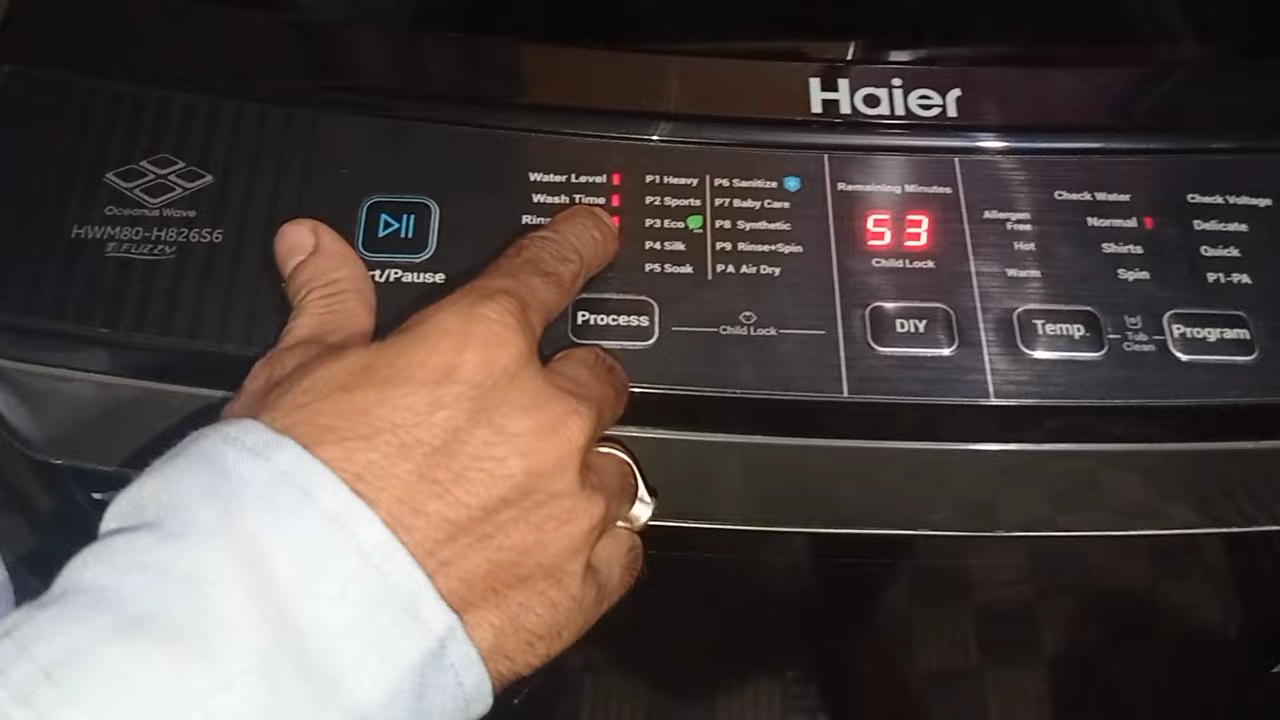 Haier
Oceanus Wave
HWM80-H826S6
FUZZY
rt/Pause
Water Level
Wash Time
Rin
Process
P1 Heavy
P2 Sports
P3 Eco
P4 Silk
P5 Soak
P6 Sanitize
P7 Baby Care
P8 Synthetic
P9 Rinse+Spin
PA Air Dry
Child Lock
Remaining Minutes
53
Child Lock
DIY
Check Water
Allergen
Free
Hot
Warm
Normal
Shirts
Spin
Check Voltage
Delicate
Quick
P1-PA
Temp.
Tub
Clean
Program